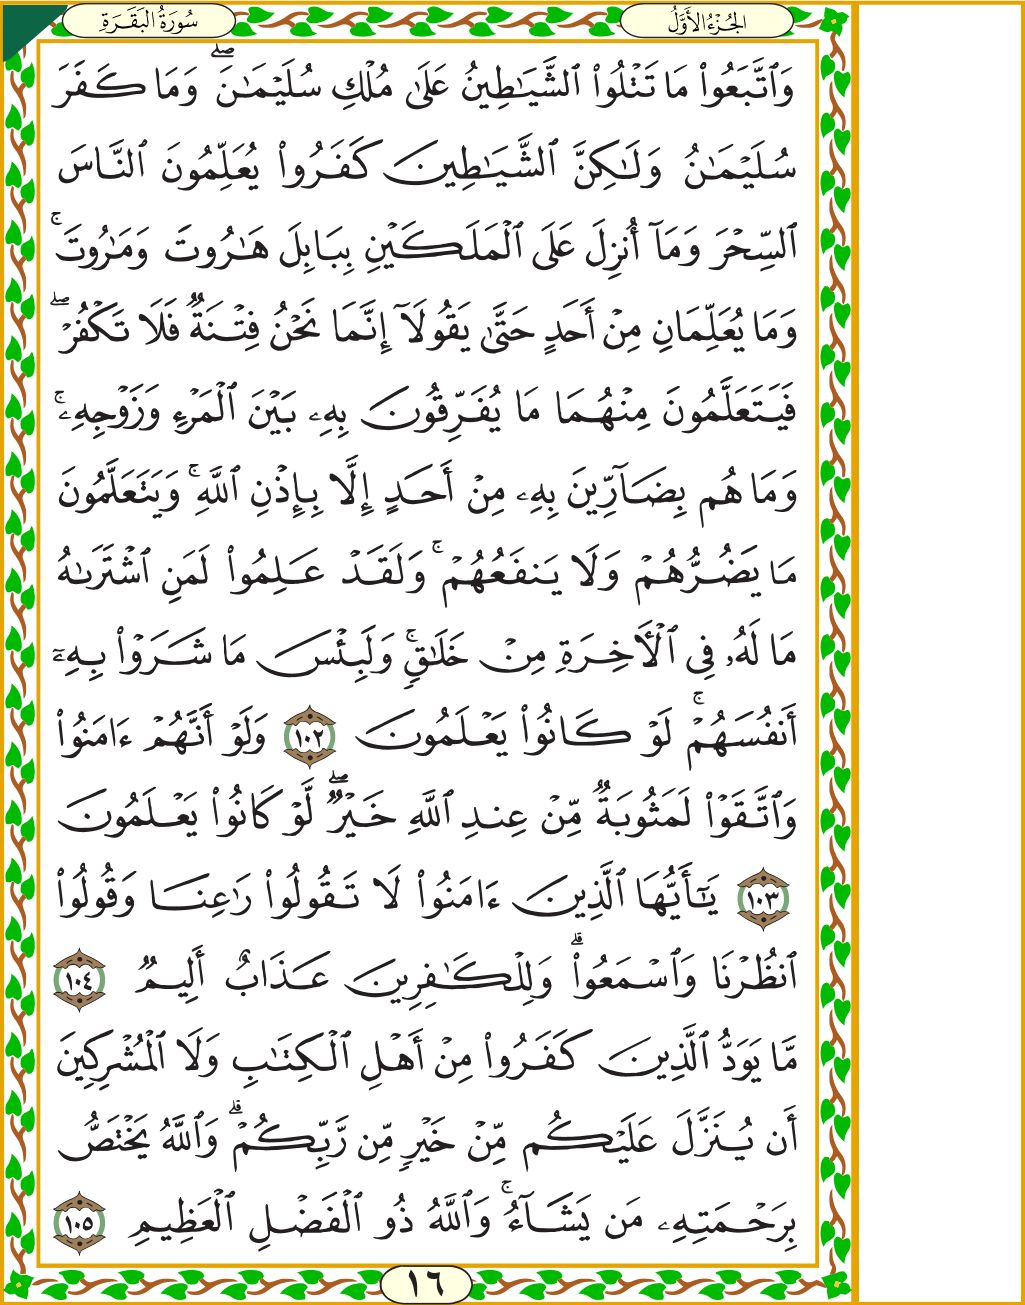 الجُزْءُ الأَوَّلُ
سُورَةُ البَقَرَةِ
وَٱتَّبَعُوا۟ مَا تَتْلُوا۟ ٱلشَّيَـٰطِينُ عَلَىٰ مُلْكِ سُلَيْمَـٰنَ ۖ وَمَا كَفَرَ
سُلَيْمَـٰنُ وَلَـٰكِنَّ ٱلشَّيَـٰطِينَ كَفَرُوا۟ يُعَلِّمُونَ ٱلنَّاسَ
ٱلسِّحْرَ وَمَآ أُنزِلَ عَلَى ٱلْمَلَكَيْنِ بِبَابِلَ هَـٰرُوتَ وَمَـٰرُوتَ ۚ
وَمَا يُعَلِّمَانِ مِنْ أَحَدٍ حَتَّىٰ يَقُولَآ إِنَّمَا نَحْنُ فِتْنَةٌ فَلَا تَكْفُرْ ۖ
فَيَتَعَلَّمُونَ مِنْهُمَا مَا يُفَرِّقُونَ بِهِۦ بَيْنَ ٱلْمَرْءِ وَزَوْجِهِۦ ۚ
وَمَا هُم بِضَآرِّينَ بِهِۦ مِنْ أَحَدٍ إِلَّا بِإِذْنِ ٱللَّهِ ۚ وَيَتَعَلَّمُونَ
مَا يَضُرُّهُمْ وَلَا يَنفَعُهُمْ ۚ وَلَقَدْ عَلِمُوا۟ لَمَنِ ٱشْتَرَىٰهُ
مَا لَهُۥ فِى ٱلْـَٔاخِرَةِ مِنْ خَلَـٰقٍ ۚ وَلَبِئْسَ مَا شَرَوْا۟ بِهِۦٓ
أَنفُسَهُمْ ۚ لَوْ كَانُوا۟ يَعْلَمُونَ ١٠٢ وَلَوْ أَنَّهُمْ ءَامَنُوا۟
وَٱتَّقَوْا۟ لَمَثُوبَةٌ مِّنْ عِندِ ٱللَّهِ خَيْرٌ ۖ لَّوْ كَانُوا۟ يَعْلَمُونَ
١٠٣ يَـٰٓأَيُّهَا ٱلَّذِينَ ءَامَنُوا۟ لَا تَقُولُوا۟ رَٰعِنَا وَقُولُوا۟
ٱنظُرْنَا وَٱسْمَعُوا۟ ۗ وَلِلْكَـٰفِرِينَ عَذَابٌ أَلِيمٌ ١٠٤
مَّا يَوَدُّ ٱلَّذِينَ كَفَرُوا۟ مِنْ أَهْلِ ٱلْكِتَـٰبِ وَلَا ٱلْمُشْرِكِينَ
أَن يُنَزَّلَ عَلَيْكُم مِّنْ خَيْرٍ مِّن رَّبِّكُمْ ۗ وَٱللَّهُ يَخْتَصُّ
بِرَحْمَتِهِۦ مَن يَشَآءُ ۚ وَٱللَّهُ ذُو ٱلْفَضْلِ ٱلْعَظِيمِ ١٠٥
١٦